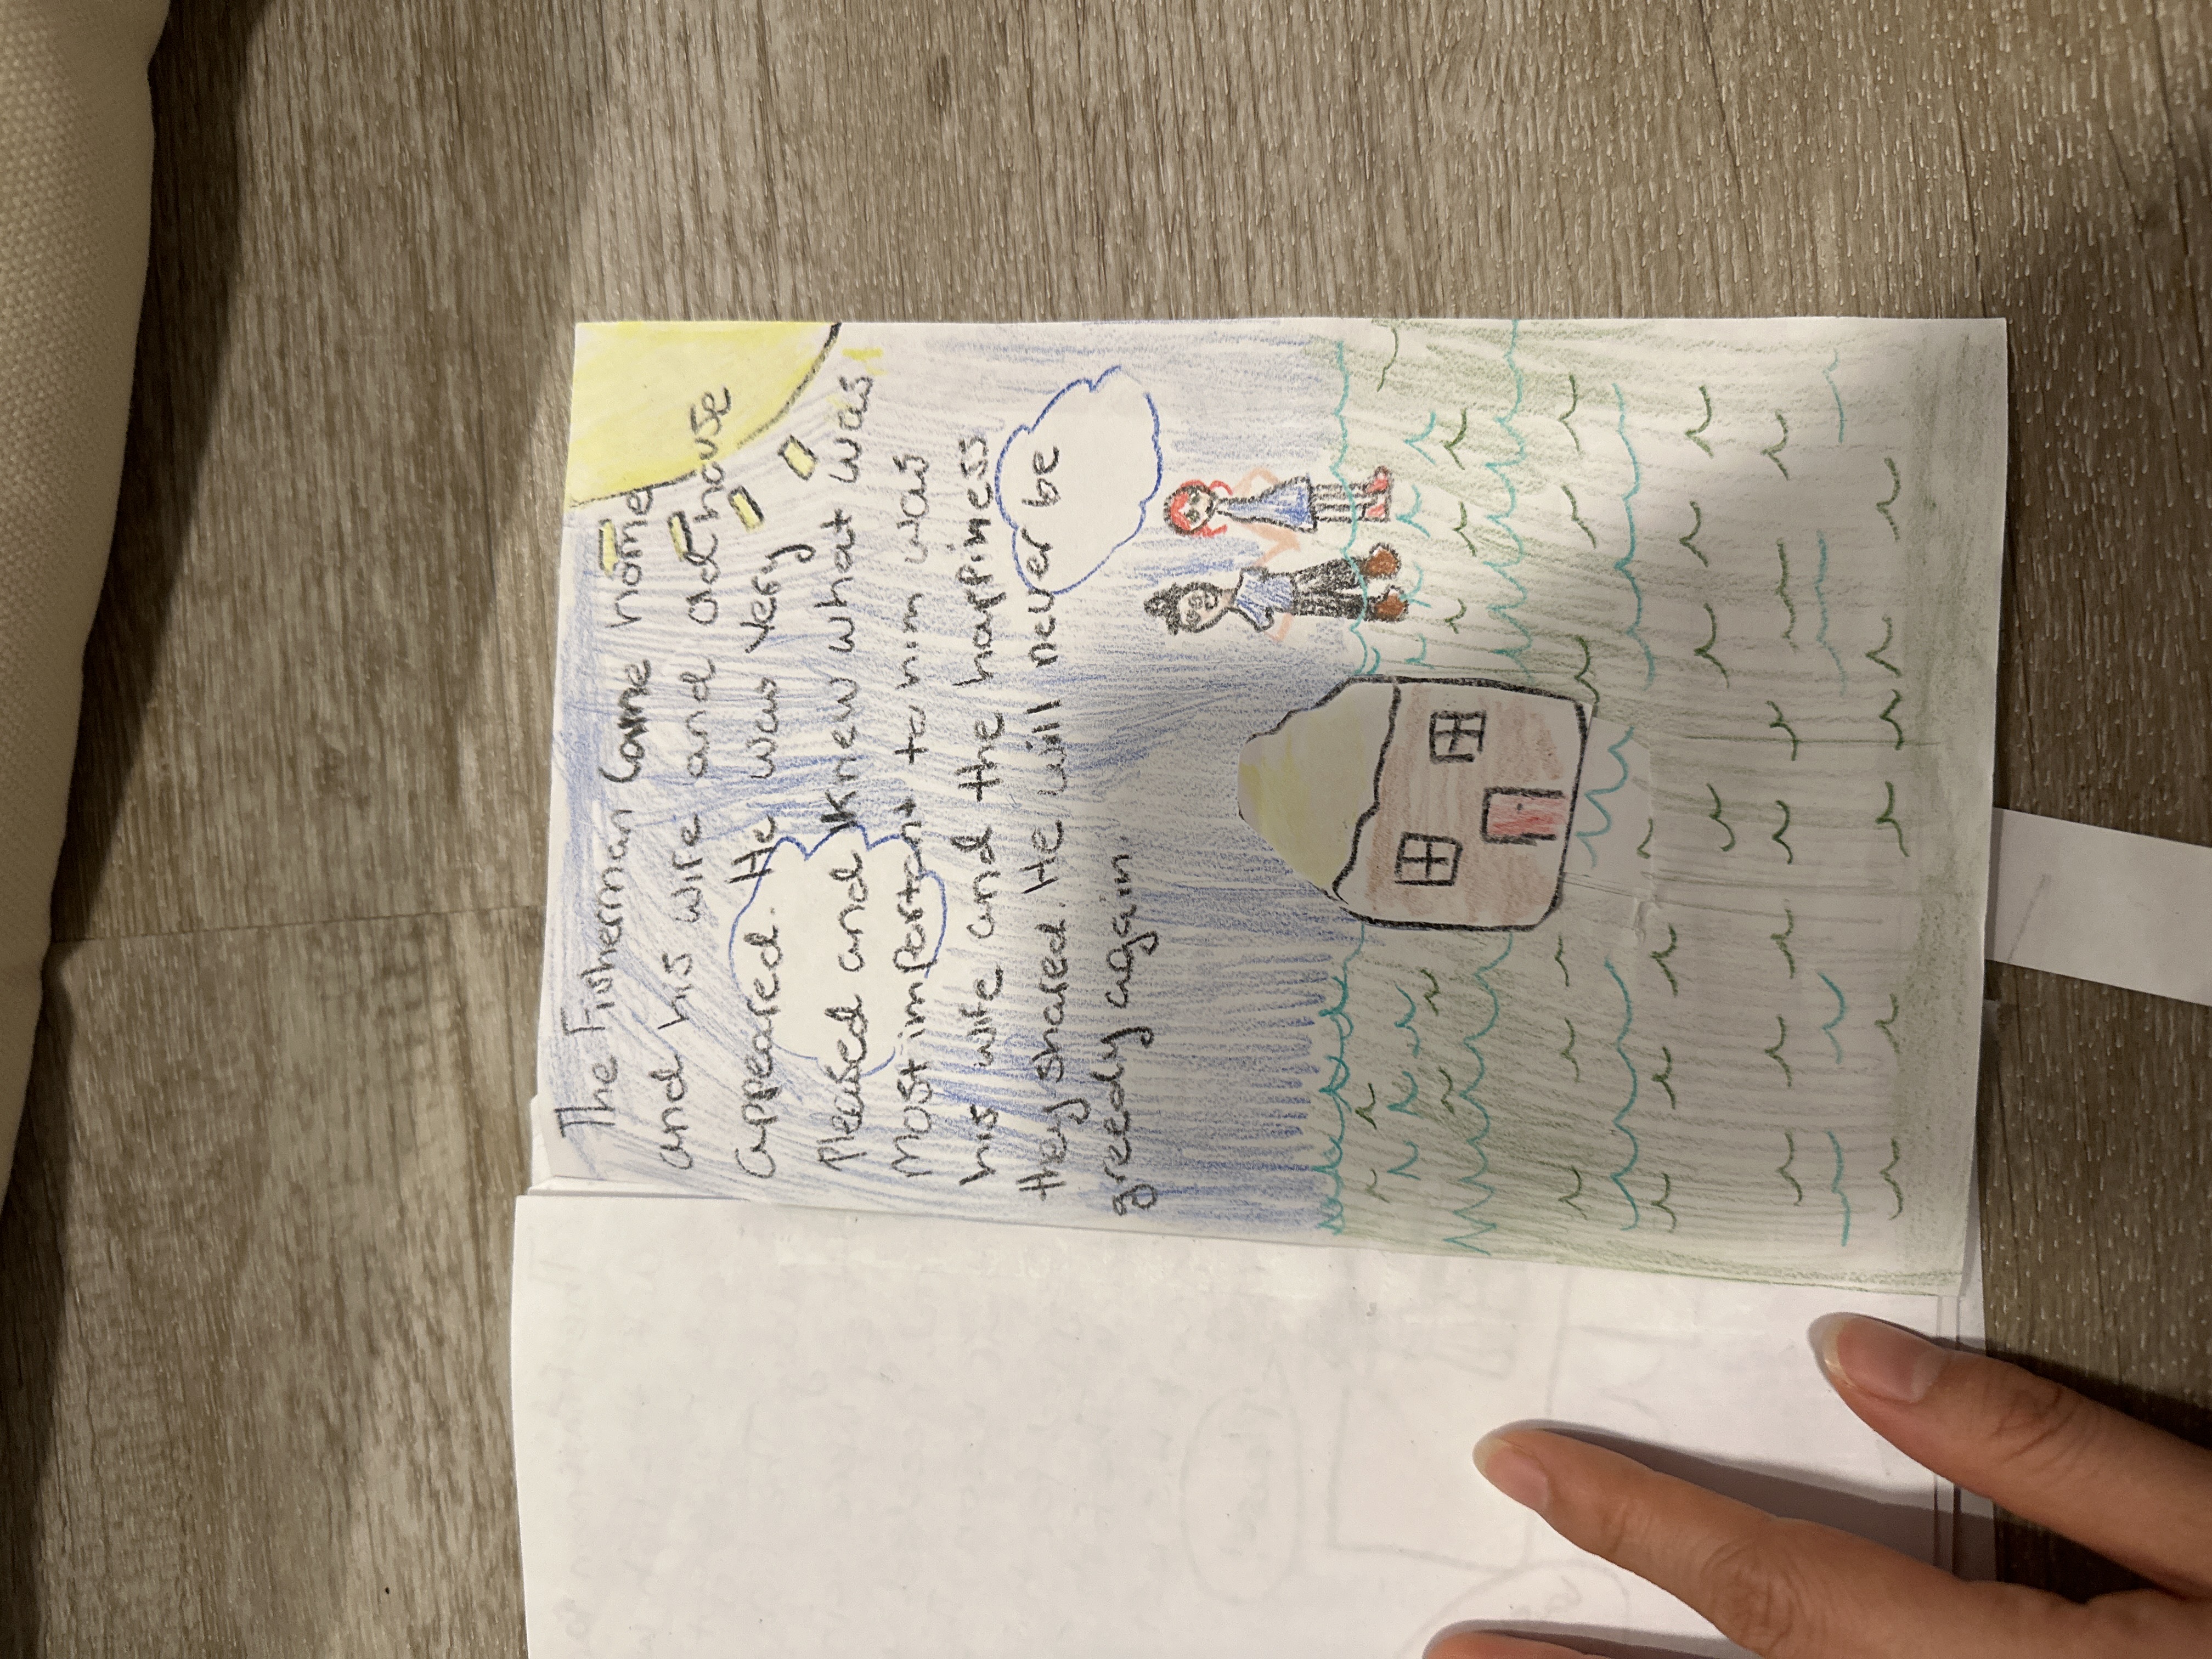 The Fisherman Came home
and his wife and old house
appeared. He was very
pleased and knew what was
most important to him was
his wife and the happiness
they shared. He will never be
greedy again.